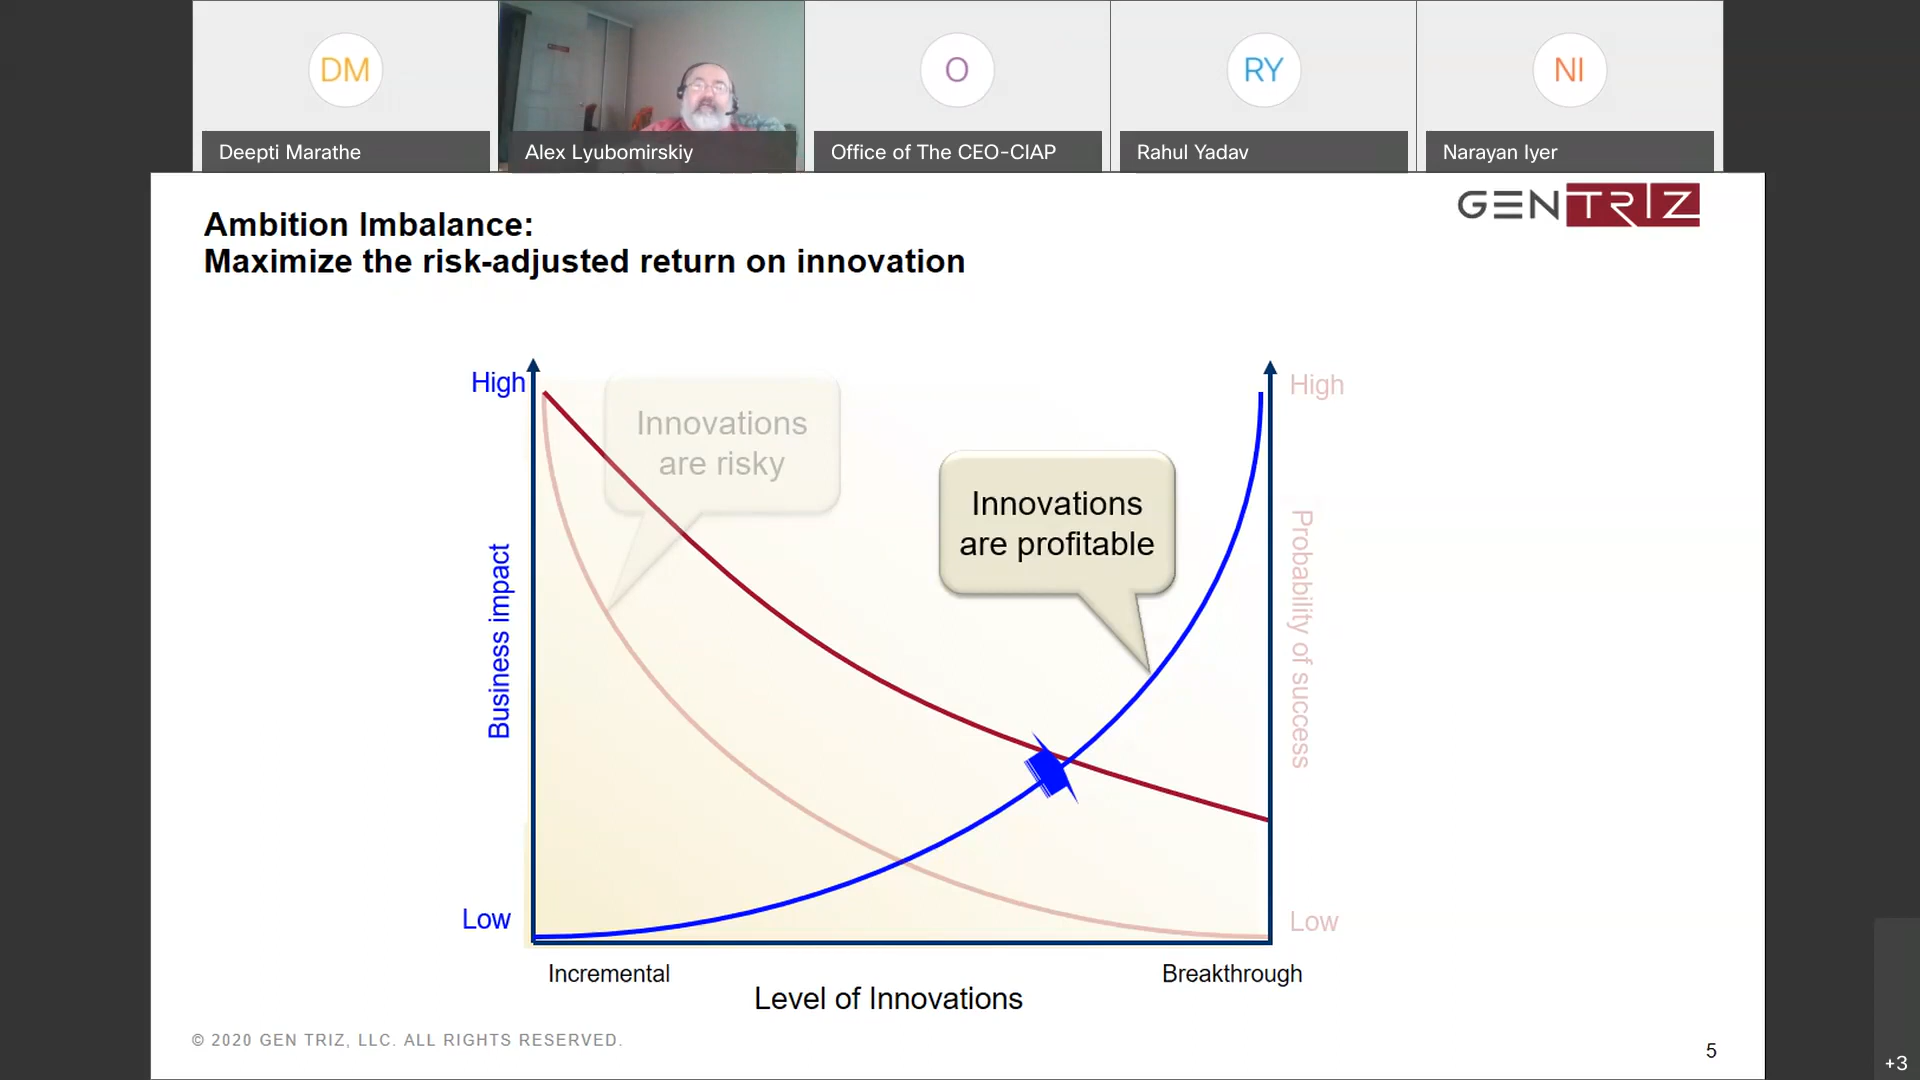 DM
O
RY
NI
Deepti Marathe
Alex Lyubomirskiy
Office of The CEO-CIAP
Rahul Yadav
Narayan Iyer
GEN TRIZ
Ambition Imbalance:
Maximize the risk-adjusted return on innovation
High
High
Innovations
are risky
Innovations
are profitable
Business impact
Probability of success
Low
Low
Incremental
Breakthrough
Level of Innovations
© 2020 GEN TRIZ, LLC. ALL RIGHTS RESERVED.
5
+3